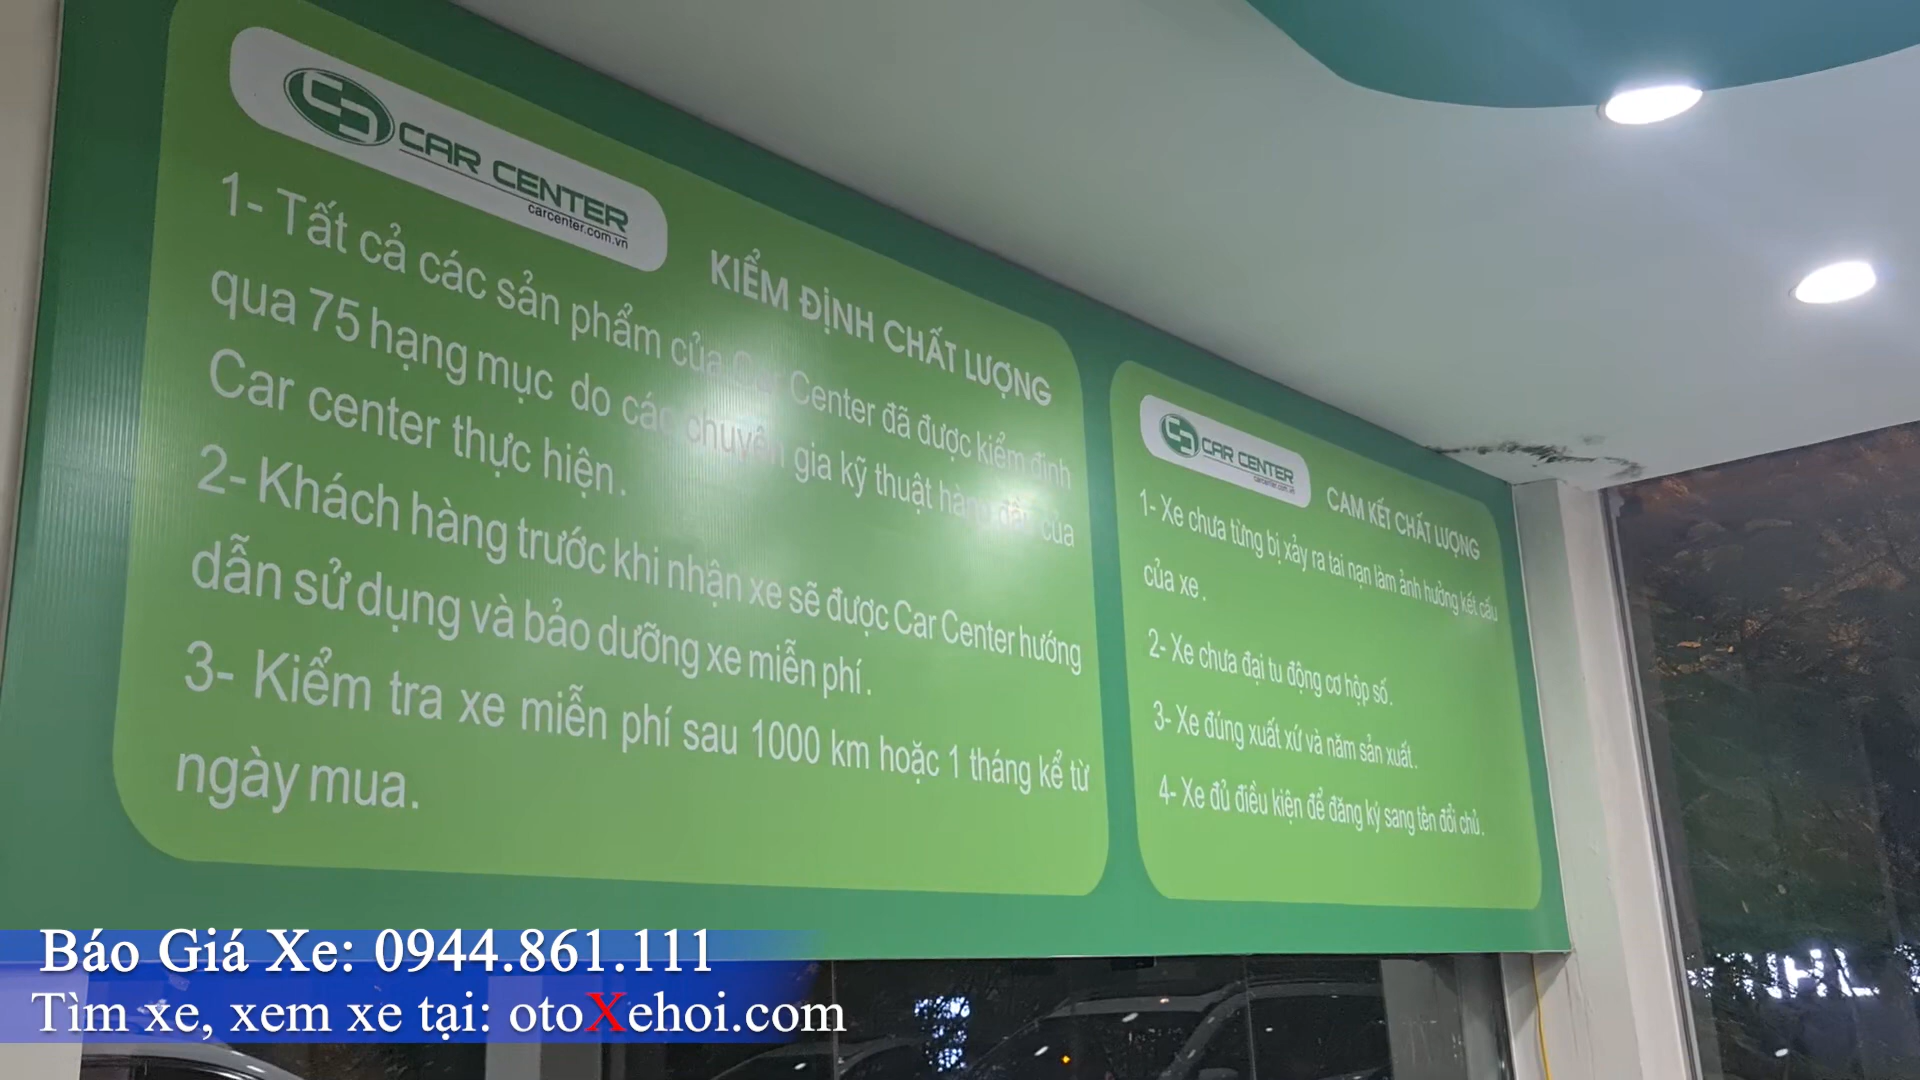 CAR CENTER
carcenter.com.vn
KIỂM ĐỊNH CHẤT LƯỢNG
1- Tất cả các sản phẩm của Car Center đã được kiểm định
qua 75 hạng mục do các chuyên gia kỹ thuật hàng đầu của
Car center thực hiện.
2- Khách hàng trước khi nhận xe sẽ được Car Center hướng
dẫn sử dụng và bảo dưỡng xe miễn phí.
3- Kiểm tra xe miễn phí sau 1000 km hoặc 1 tháng kể từ
ngày mua.
CAR CENTER
carcenter.com.vn
CAM KẾT CHẤT LƯỢNG
1- Xe chưa từng bị xảy ra tai nạn làm ảnh hưởng kết cấu
của xe.
2- Xe chưa đại tu động cơ hộp số.
3- Xe đúng xuất xứ và năm sản xuất.
4- Xe đủ điều kiện để đăng ký sang tên đổi chủ.
Báo Giá Xe: 0944.861.111
Tìm xe, xem xe tại: otoXehoi.com